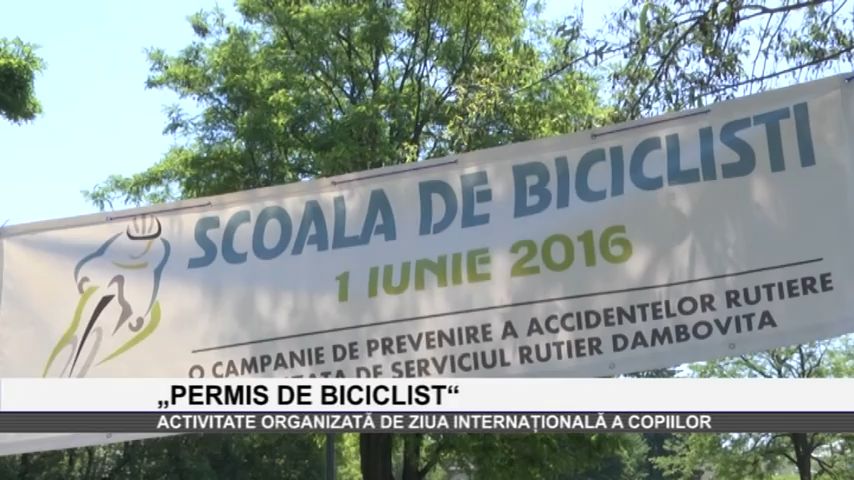 SCOALA DE BICICLISTI
1 IUNIE 2016
O CAMPANIE DE PREVENIRE A ACCIDENTELOR RUTIERE
DE SERVICIUL RUTIER DAMBOVITA
„PERMIS DE BICICLIST“
ACTIVITATE ORGANIZATĂ DE ZIUA INTERNAȚIONALĂ A COPIILOR